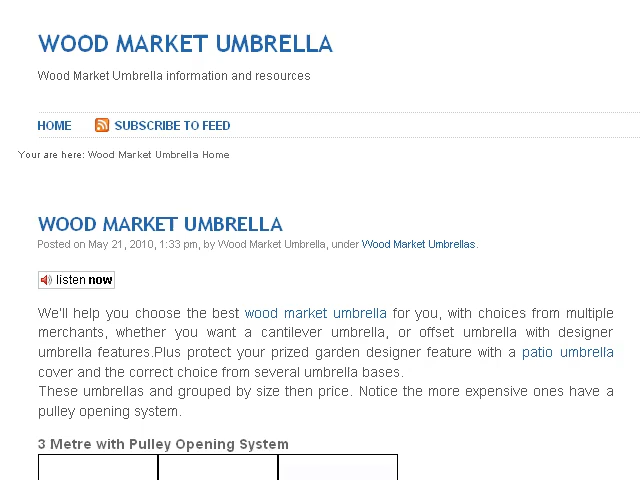 WOOD MARKET UMBRELLA
Wood Market Umbrella information and resources
HOME SUBSCRIBE TO FEED
Your are here: Wood Market Umbrella Home
WOOD MARKET UMBRELLA
Posted on May 21, 2010, 1:33 pm, by Wood Market Umbrella, under Wood Market Umbrellas.
listen now
We'll help you choose the best wood market umbrella for you, with choices from multiple
merchants, whether you want a cantilever umbrella, or offset umbrella with designer
umbrella features.Plus protect your prized garden designer feature with a patio umbrella
cover and the correct choice from several umbrella bases.
These umbrellas and grouped by size then price. Notice the more expensive ones have a
pulley opening system.
3 Metre with Pulley Opening System